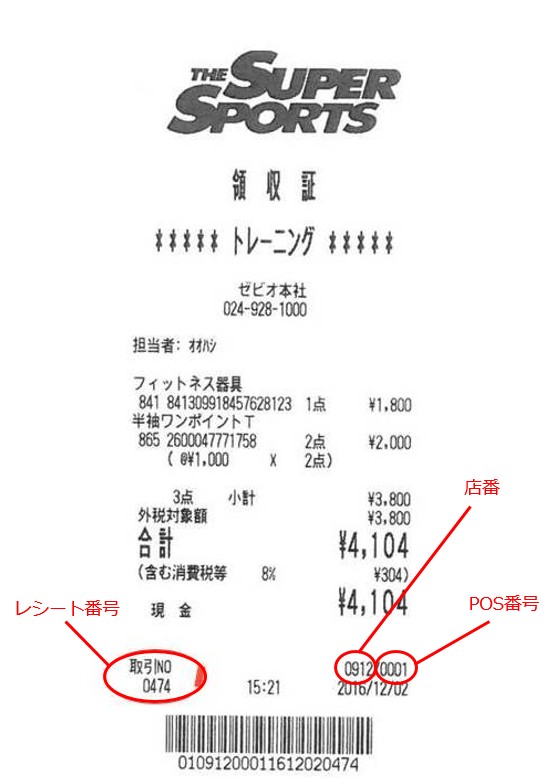 THE SUPER
SPORTS
領 収 証
***** トレーニング *****
ゼビオ本社
024-928-1000
担当者: オオハシ
フィットネス器具
841 841309918457628123 1点 ¥1,800
半袖ワンポイントT
865 2600047771758 2点 ¥2,000
( @¥1,000 X 2点)
3点 小計 ¥3,800
外税対象額 ¥3,800
合計 ¥4,104
(含む消費税等 8% ¥304)
現 金 ¥4,104
店番
レシート番号
POS番号
取引NO 0912/0001
0474 15:21 2016/12/02
01091200011612020474